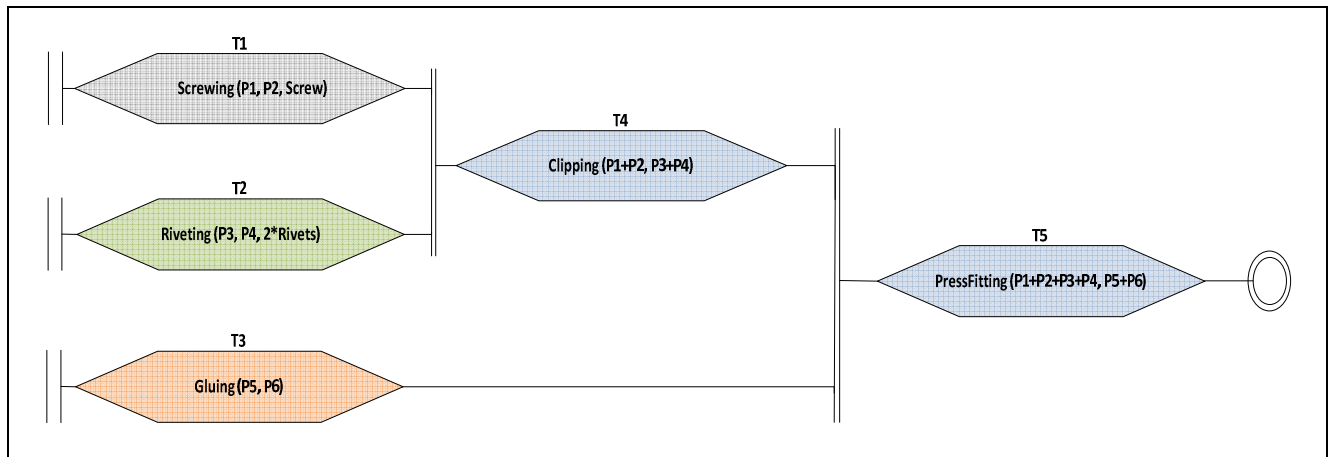 T1
Screwing (P1, P2, Screw)
T4
Clipping (P1+P2, P3+P4)
T2
Riveting (P3, P4, 2*Rivets)
T5
PressFitting (P1+P2+P3+P4, P5+P6)
T3
Gluing (P5, P6)